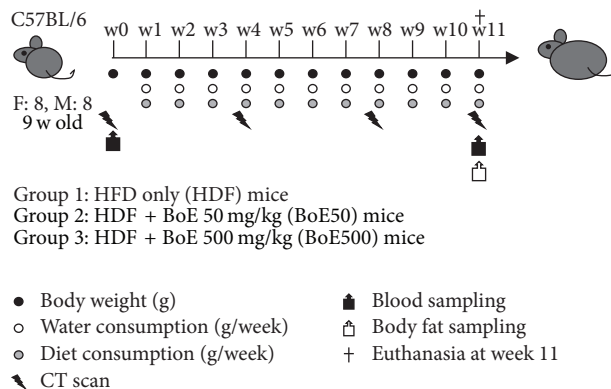 C57BL/6
†
w0 w1 w2 w3 w4 w5 w6 w7 w8 w9 w10 w11
F: 8, M: 8
9 w old
Group 1: HFD only (HDF) mice
Group 2: HDF + BoE 50 mg/kg (BoE50) mice
Group 3: HDF + BoE 500 mg/kg (BoE500) mice
Body weight (g)
Water consumption (g/week)
Diet consumption (g/week)
CT scan
Blood sampling
Body fat sampling
† Euthanasia at week 11